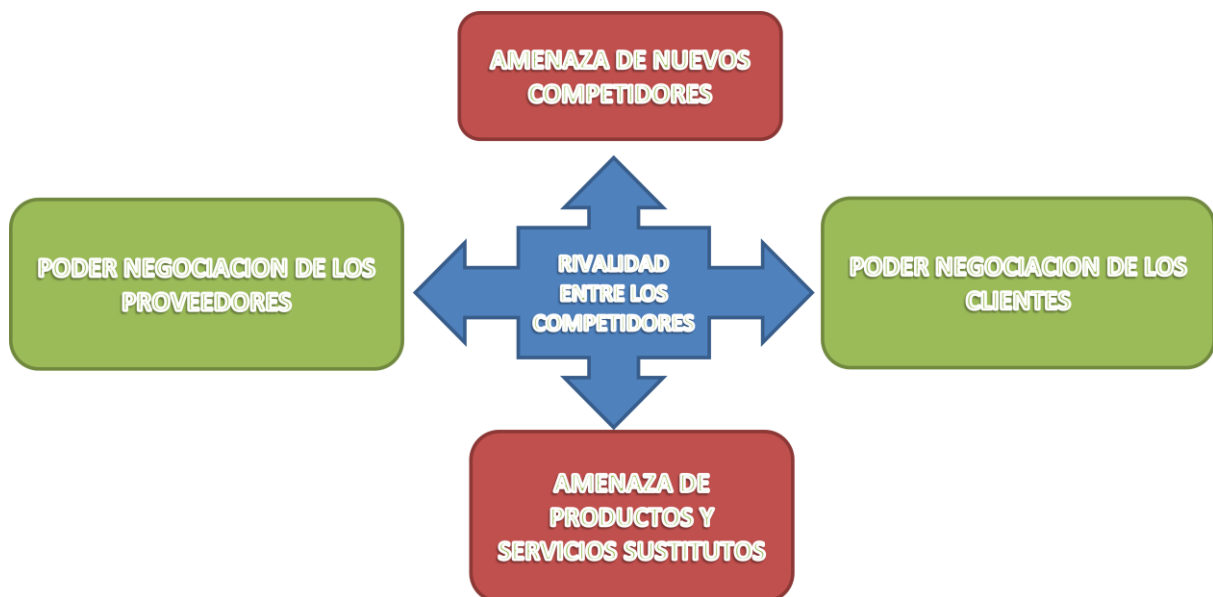 AMENAZA DE NUEVOS
COMPETIDORES
PODER NEGOCIACION DE LOS
PROVEEDORES
RIVALIDAD
ENTRE LOS
COMPETIDORES
PODER NEGOCIACION DE LOS
CLIENTES
AMENAZA DE
PRODUCTOS Y
SERVICIOS SUSTITUTOS